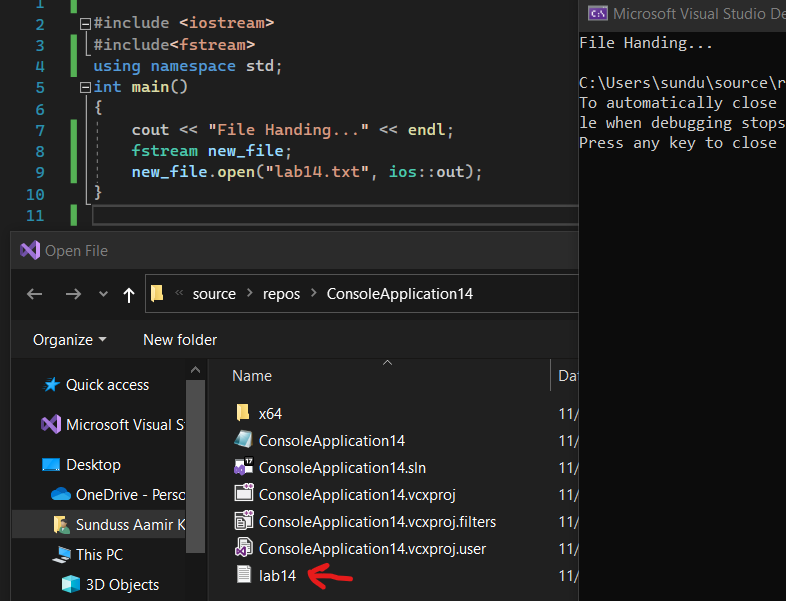 1
2 #include <iostream>
3 #include<fstream>
4 using namespace std;
5 int main()
6 {
7 cout << "File Handing..." << endl;
8 fstream new_file;
9 new_file.open("lab14.txt", ios::out);
10 }
11
Microsoft Visual Studio De
File Handing...
C:\Users\sundu\source\r
To automatically close
le when debugging stops
Press any key to close
Open File
« source > repos > ConsoleApplication14
Organize New folder
Quick access
Microsoft Visual S
Desktop
OneDrive - Perso
Sunduss Aamir K
This PC
3D Objects
Name Dat
x64 11/
ConsoleApplication14 11/
ConsoleApplication14.sln 11/
ConsoleApplication14.vcxproj 11/
ConsoleApplication14.vcxproj.filters 11/
ConsoleApplication14.vcxproj.user 11/
lab14 11/